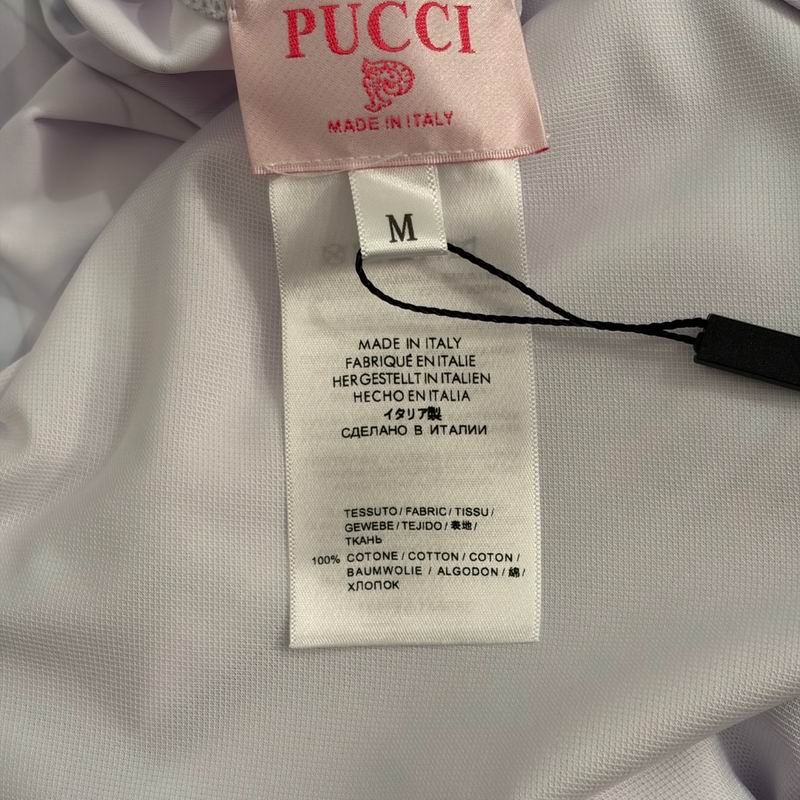 PUCCI
MADE IN ITALY
M
MADE IN ITALY
FABRIQUÉ EN ITALIE
HERGESTELLT IN ITALIEN
HECHO EN ITALIA
イタリア製
СДЕЛАНО В ИТАЛИИ
TESSUTO / FABRIC / TISSU /
GEWEBE / TEJIDO / 表地 /
ТКАНЬ
100% COTONE / COTTON / COTON /
BAUMWOLIE / ALGODON / 綿 /
ХЛОПОК